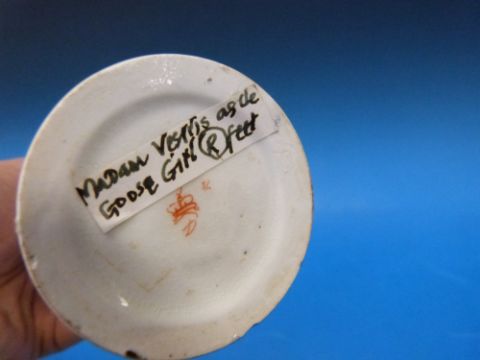 Madam Vestris as the
Goose Girl (R) feet
D